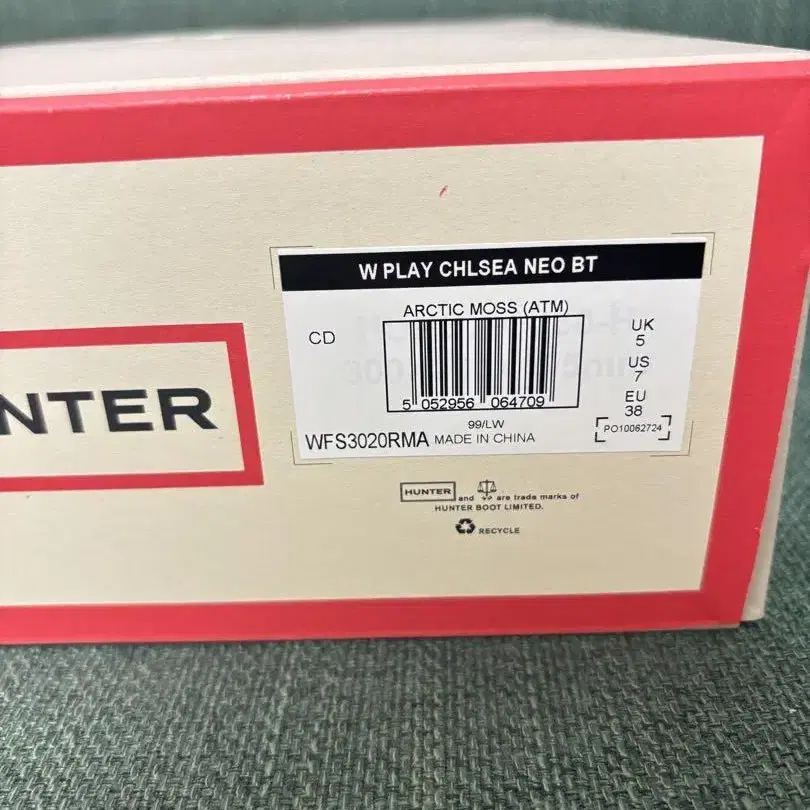 W PLAY CHLSEA NEO BT
ARCTIC MOSS (ATM)
CD
5 052956 064709
UK
5
US
7
EU
38
99/LW
WFS3020RMA MADE IN CHINA
PO10062724
NTER
HUNTER and are trade marks of
HUNTER BOOT LIMITED.
RECYCLE